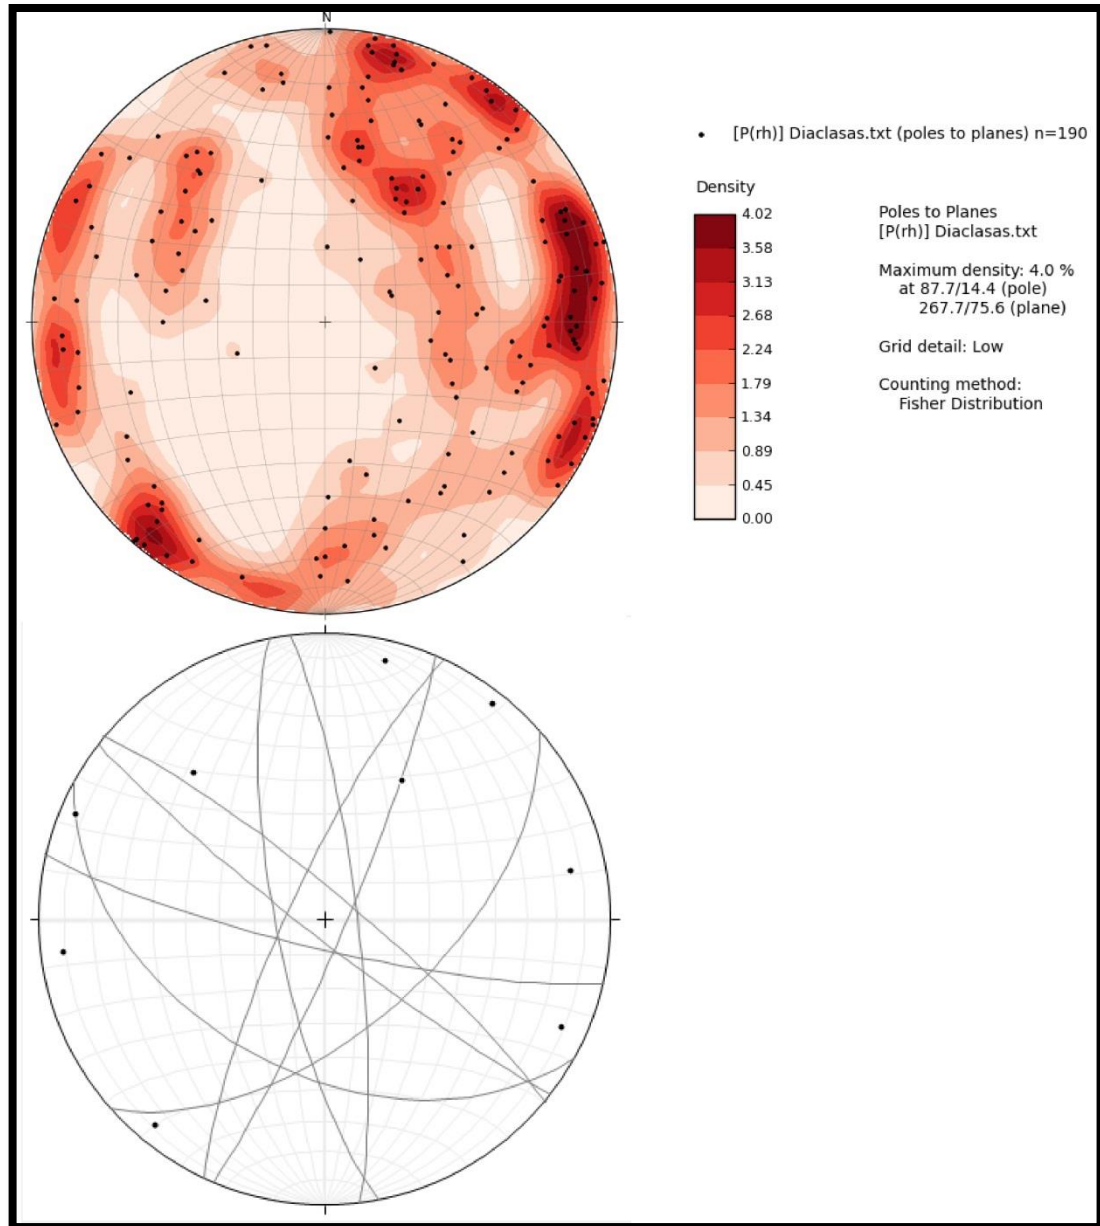 N
[P(rh)] Diaclasas.txt (poles to planes) n=190
Density
4.02
3.58
3.13
2.68
2.24
1.79
1.34
0.89
0.45
0.00
Poles to Planes
[P(rh)] Diaclasas.txt
Maximum density: 4.0 %
at 87.7/14.4 (pole)
267.7/75.6 (plane)
Grid detail: Low
Counting method:
Fisher Distribution